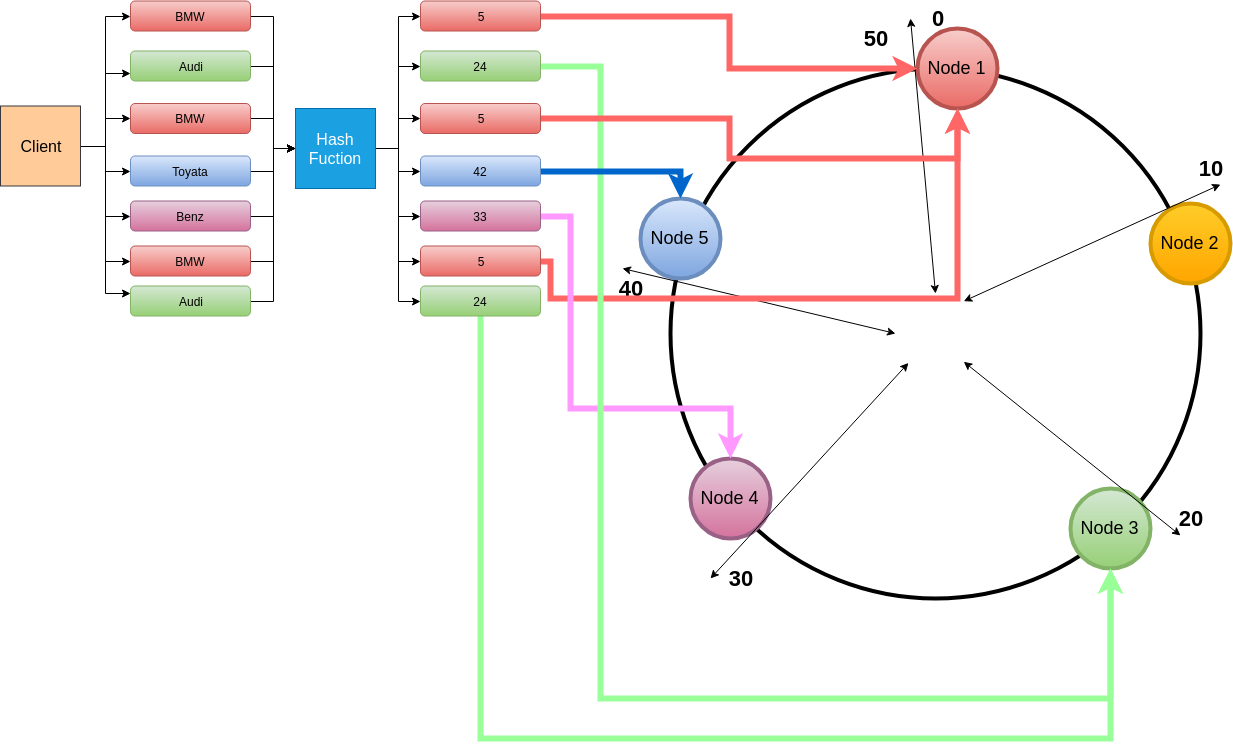 Client
BMW
Audi
BMW
Toyata
Benz
BMW
Audi
Hash
Fuction
5
24
5
42
33
5
24
0
50
Node 1
10
Node 2
Node 5
40
Node 4
30
Node 3
20